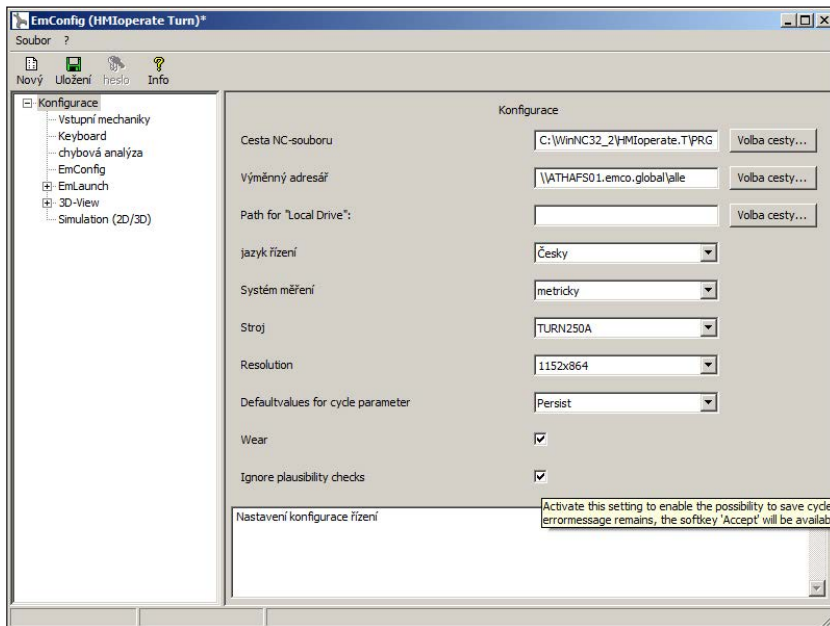 EmConfig (HMIoperate Turn)*
Soubor ?
Nový Uložení heslo Info
Konfigurace
Vstupní mechaniky
Keyboard
chybová analýza
EmConfig
EmLaunch
3D-View
Simulation (2D/3D)
Konfigurace
Cesta NC-souboru C:\WinNC32_2\HMIoperate.T\PRG Volba cesty...
Výměnný adresář \\ATHAFS01.emco.global\alle Volba cesty...
Path for "Local Drive": Volba cesty...
jazyk řízení Česky
Systém měření metricky
Stroj TURN250A
Resolution 1152x864
Defaultvalues for cycle parameter Persist
Wear
Ignore plausibility checks
Activate this setting to enable the possibility to save cycle
errormessage remains, the softkey 'Accept' will be availab
Nastavení konfigurace řízení